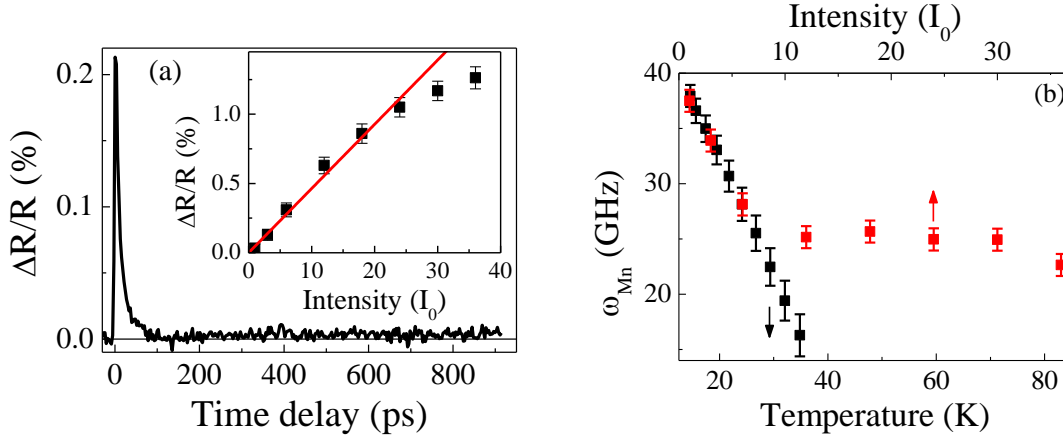 (a)
ΔR/R (%)
0.2
0.1
0.0
0 200 400 600 800
Time delay (ps)
ΔR/R (%)
1.0
0.5
0.0
0 10 20 30 40
Intensity (I₀)
Intensity (I₀)
0 10 20 30
(b)
ω_Mn (GHz)
40
30
20
20 40 60 80
Temperature (K)